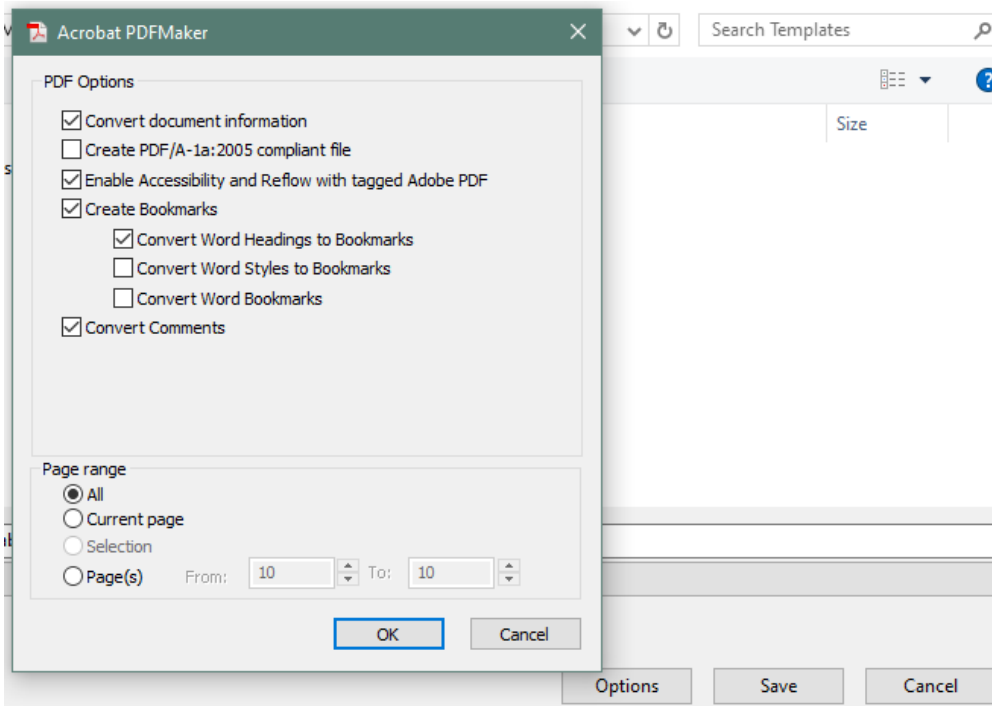 Acrobat PDFMaker
Search Templates
PDF Options
Size
Convert document information
Create PDF/A-1a:2005 compliant file
Enable Accessibility and Reflow with tagged Adobe PDF
Create Bookmarks
Convert Word Headings to Bookmarks
Convert Word Styles to Bookmarks
Convert Word Bookmarks
Convert Comments
Page range
All
Current page
Selection
Page(s) From: 10 To: 10
OK Cancel
Options Save Cancel